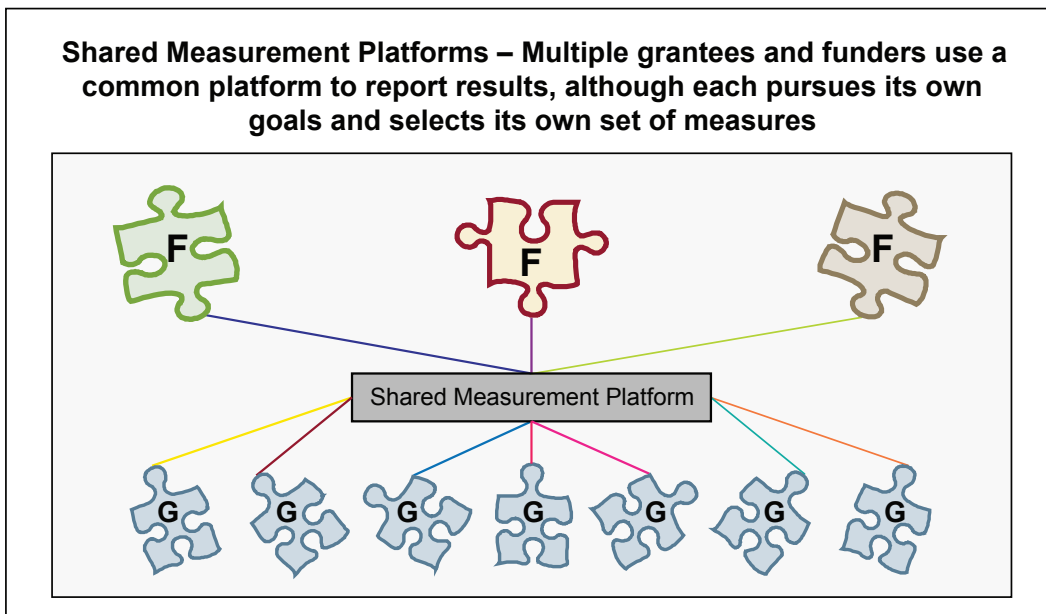 Shared Measurement Platforms – Multiple grantees and funders use a
common platform to report results, although each pursues its own
goals and selects its own set of measures
F
F
F
Shared Measurement Platform
G
G
G
G
G
G
G